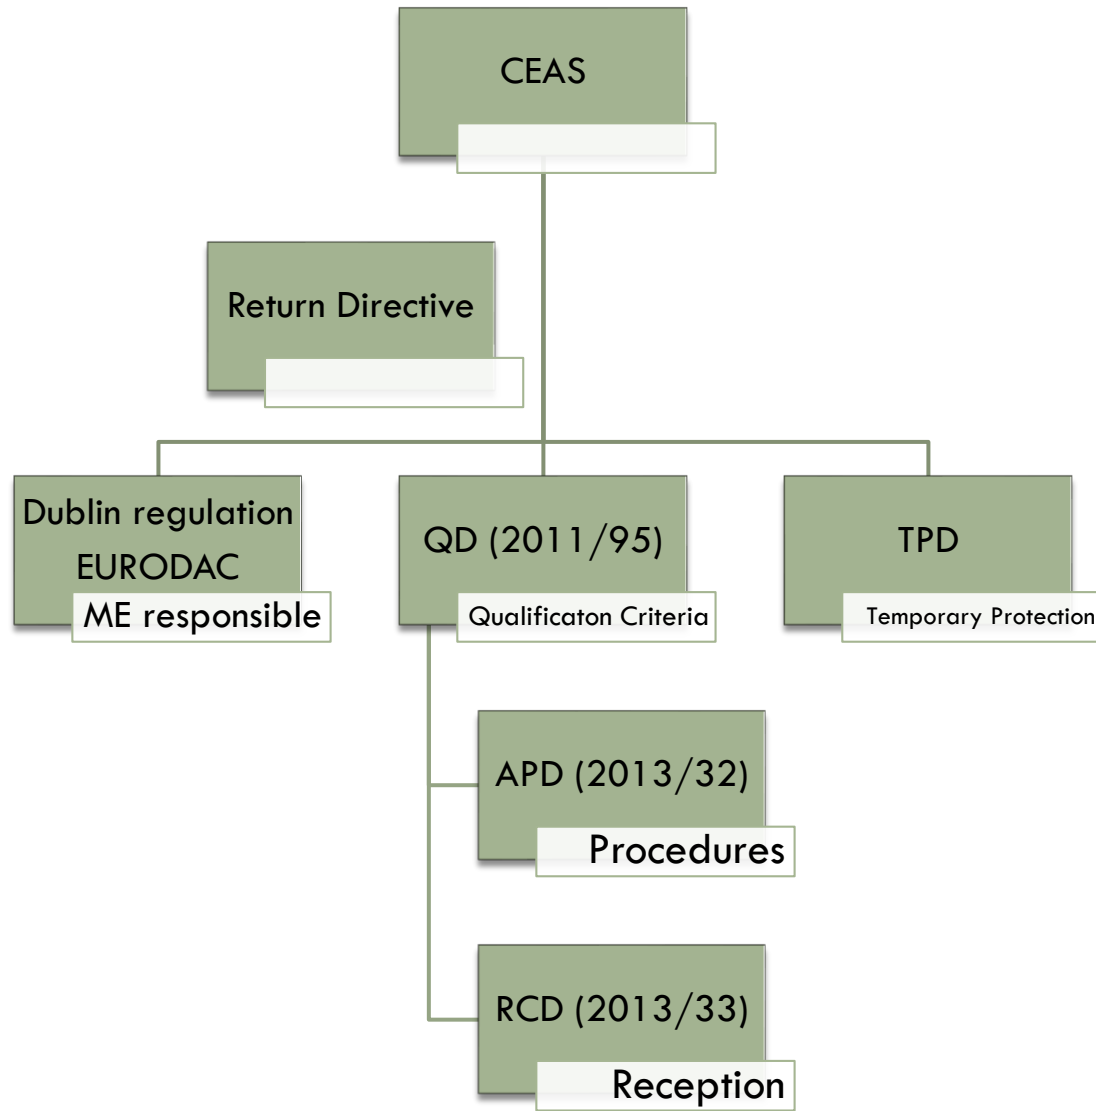 CEAS
Return Directive
Dublin regulation
EURODAC
ME responsible
QD (2011/95)
Qualificaton Criteria
TPD
Temporary Protection
APD (2013/32)
Procedures
RCD (2013/33)
Reception